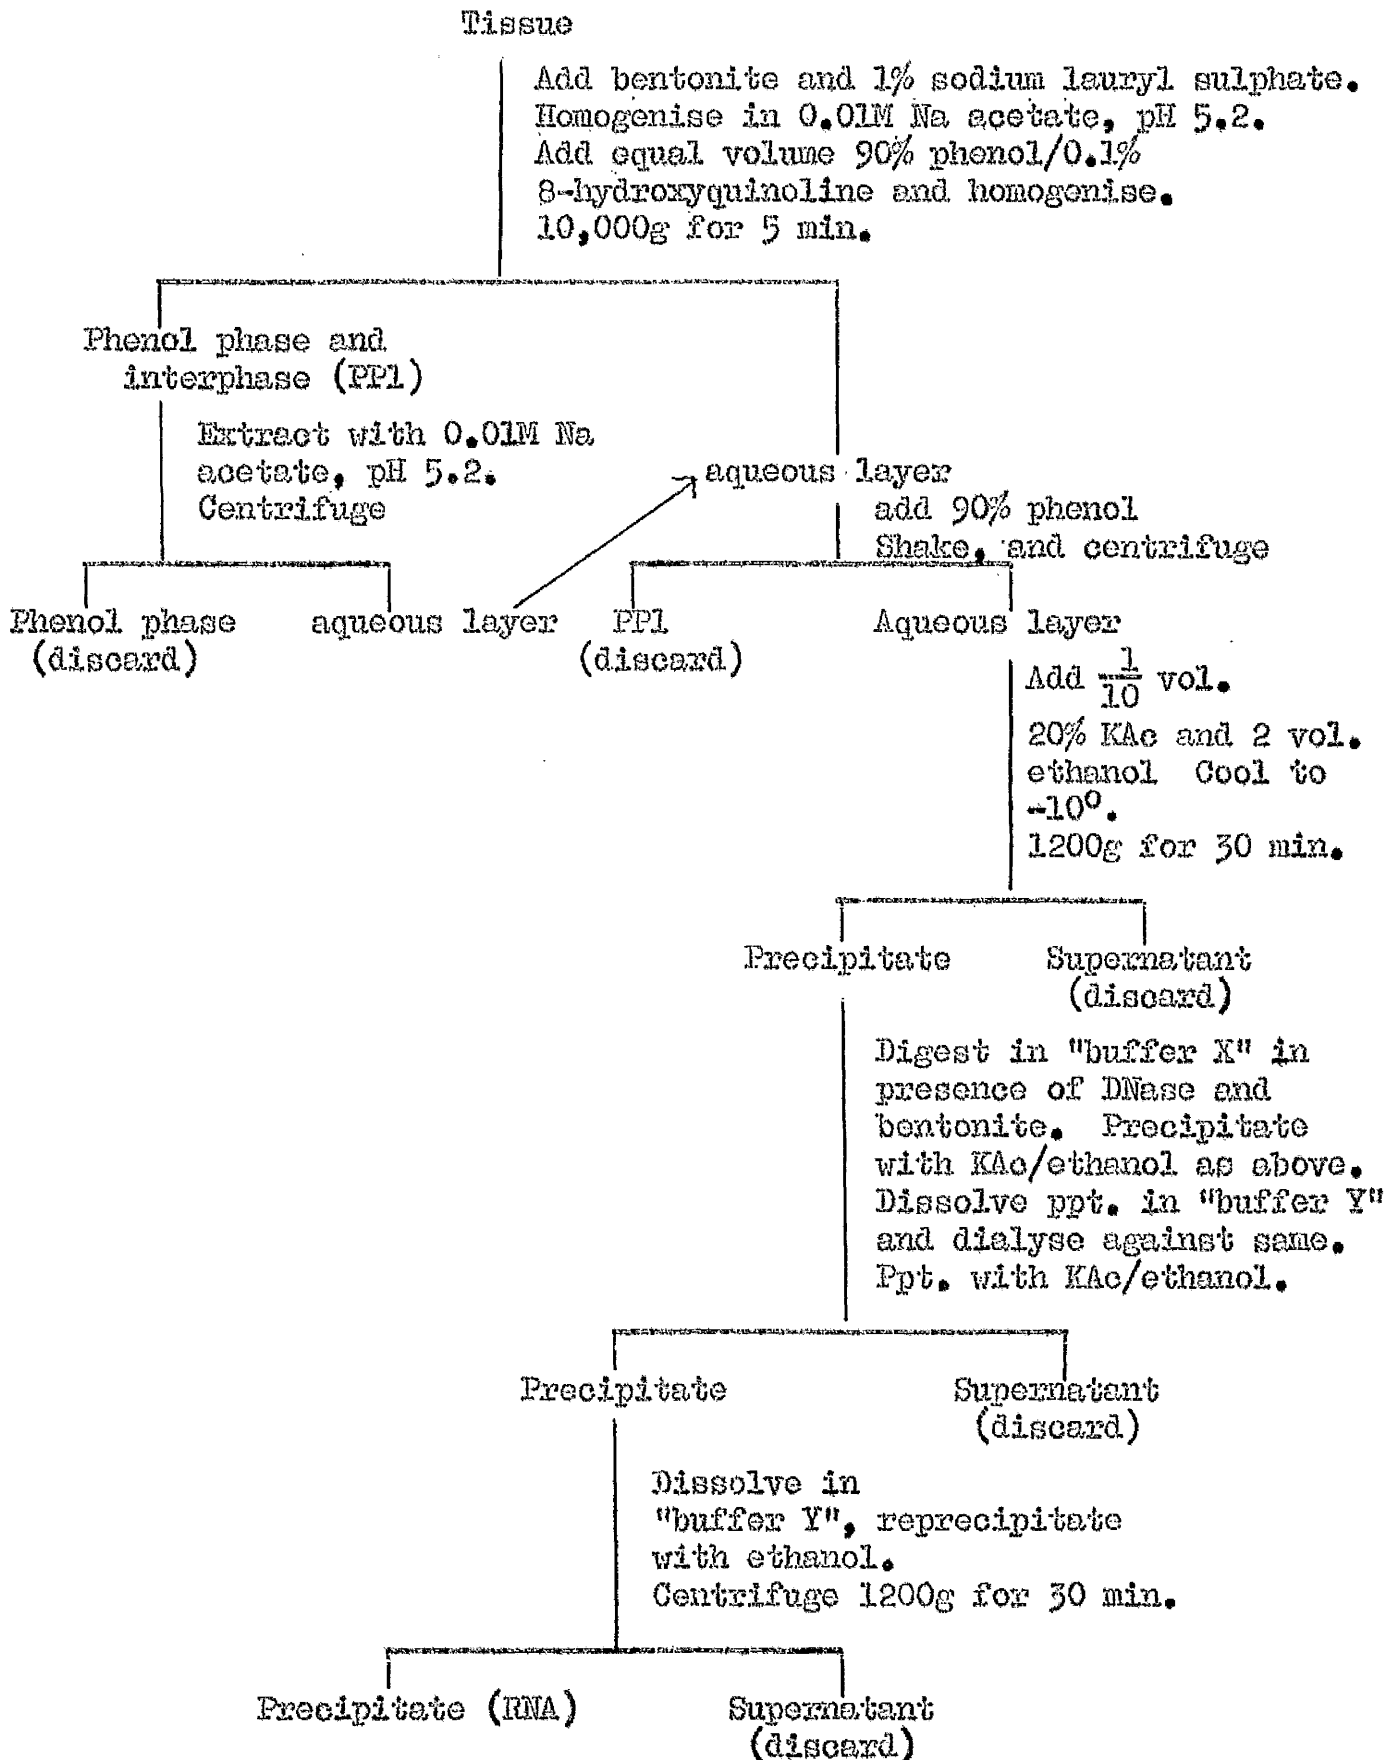 Tissue
Add bentonite and 1% sodium lauryl sulphate.
Homogenise in 0.01M Na acetate, pH 5.2.
Add equal volume 90% phenol/0.1%
8-hydroxyquinoline and homogenise.
10,000g for 5 min.
Phenol phase and
interphase (PP1)
Extract with 0.01M Na
acetate, pH 5.2.
Centrifuge
aqueous layer
add 90% phenol
Shake, and centrifuge
Phenol phase
(discard)
aqueous layer
PP1
(discard)
Aqueous layer
Add 1/10 vol.
20% KAc and 2 vol.
ethanol Cool to
-10°.
1200g for 30 min.
Precipitate
Supernatant
(discard)
Digest in "buffer X" in
presence of DNase and
bentonite. Precipitate
with KAc/ethanol as above.
Dissolve ppt. in "buffer Y"
and dialyse against same.
Ppt. with KAc/ethanol.
Precipitate
Supernatant
(discard)
Dissolve in
"buffer Y", reprecipitate
with ethanol.
Centrifuge 1200g for 30 min.
Precipitate (RNA)
Supernatant
(discard)